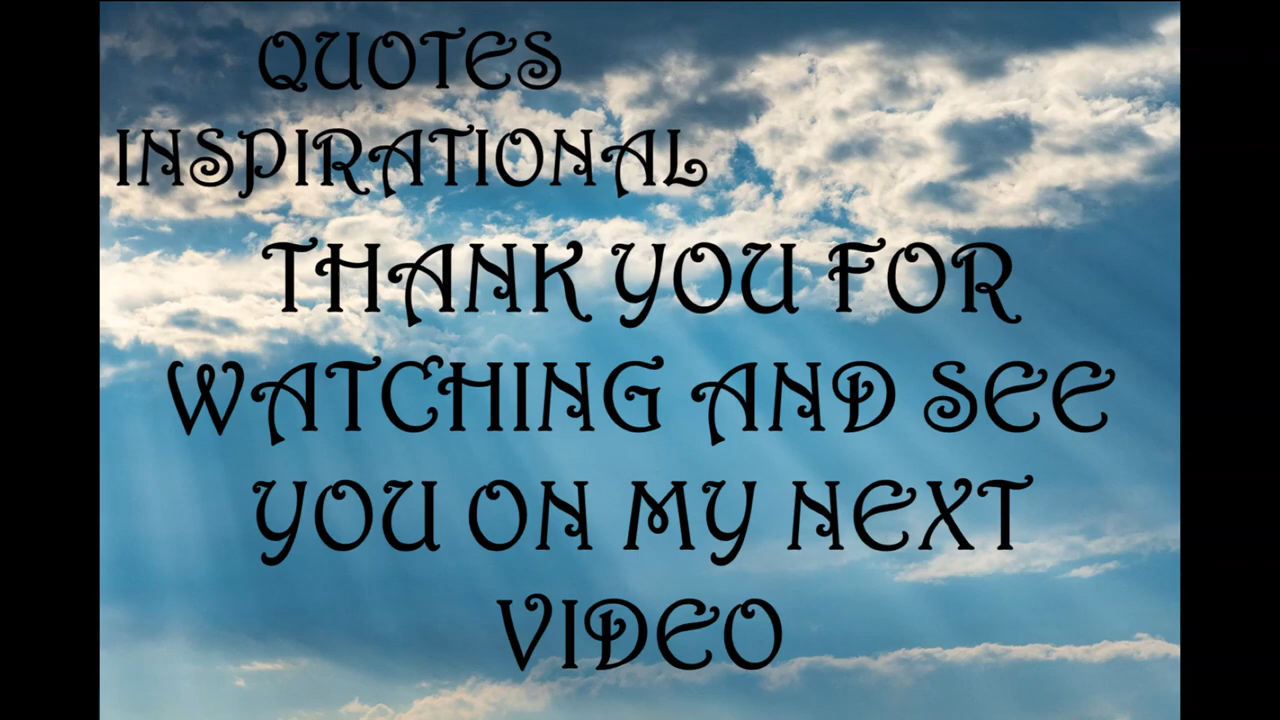 QUOTES
INSPIRATIONAL
THANK YOU FOR
WATCHING AND SEE
YOU ON MY NEXT
VIDEO